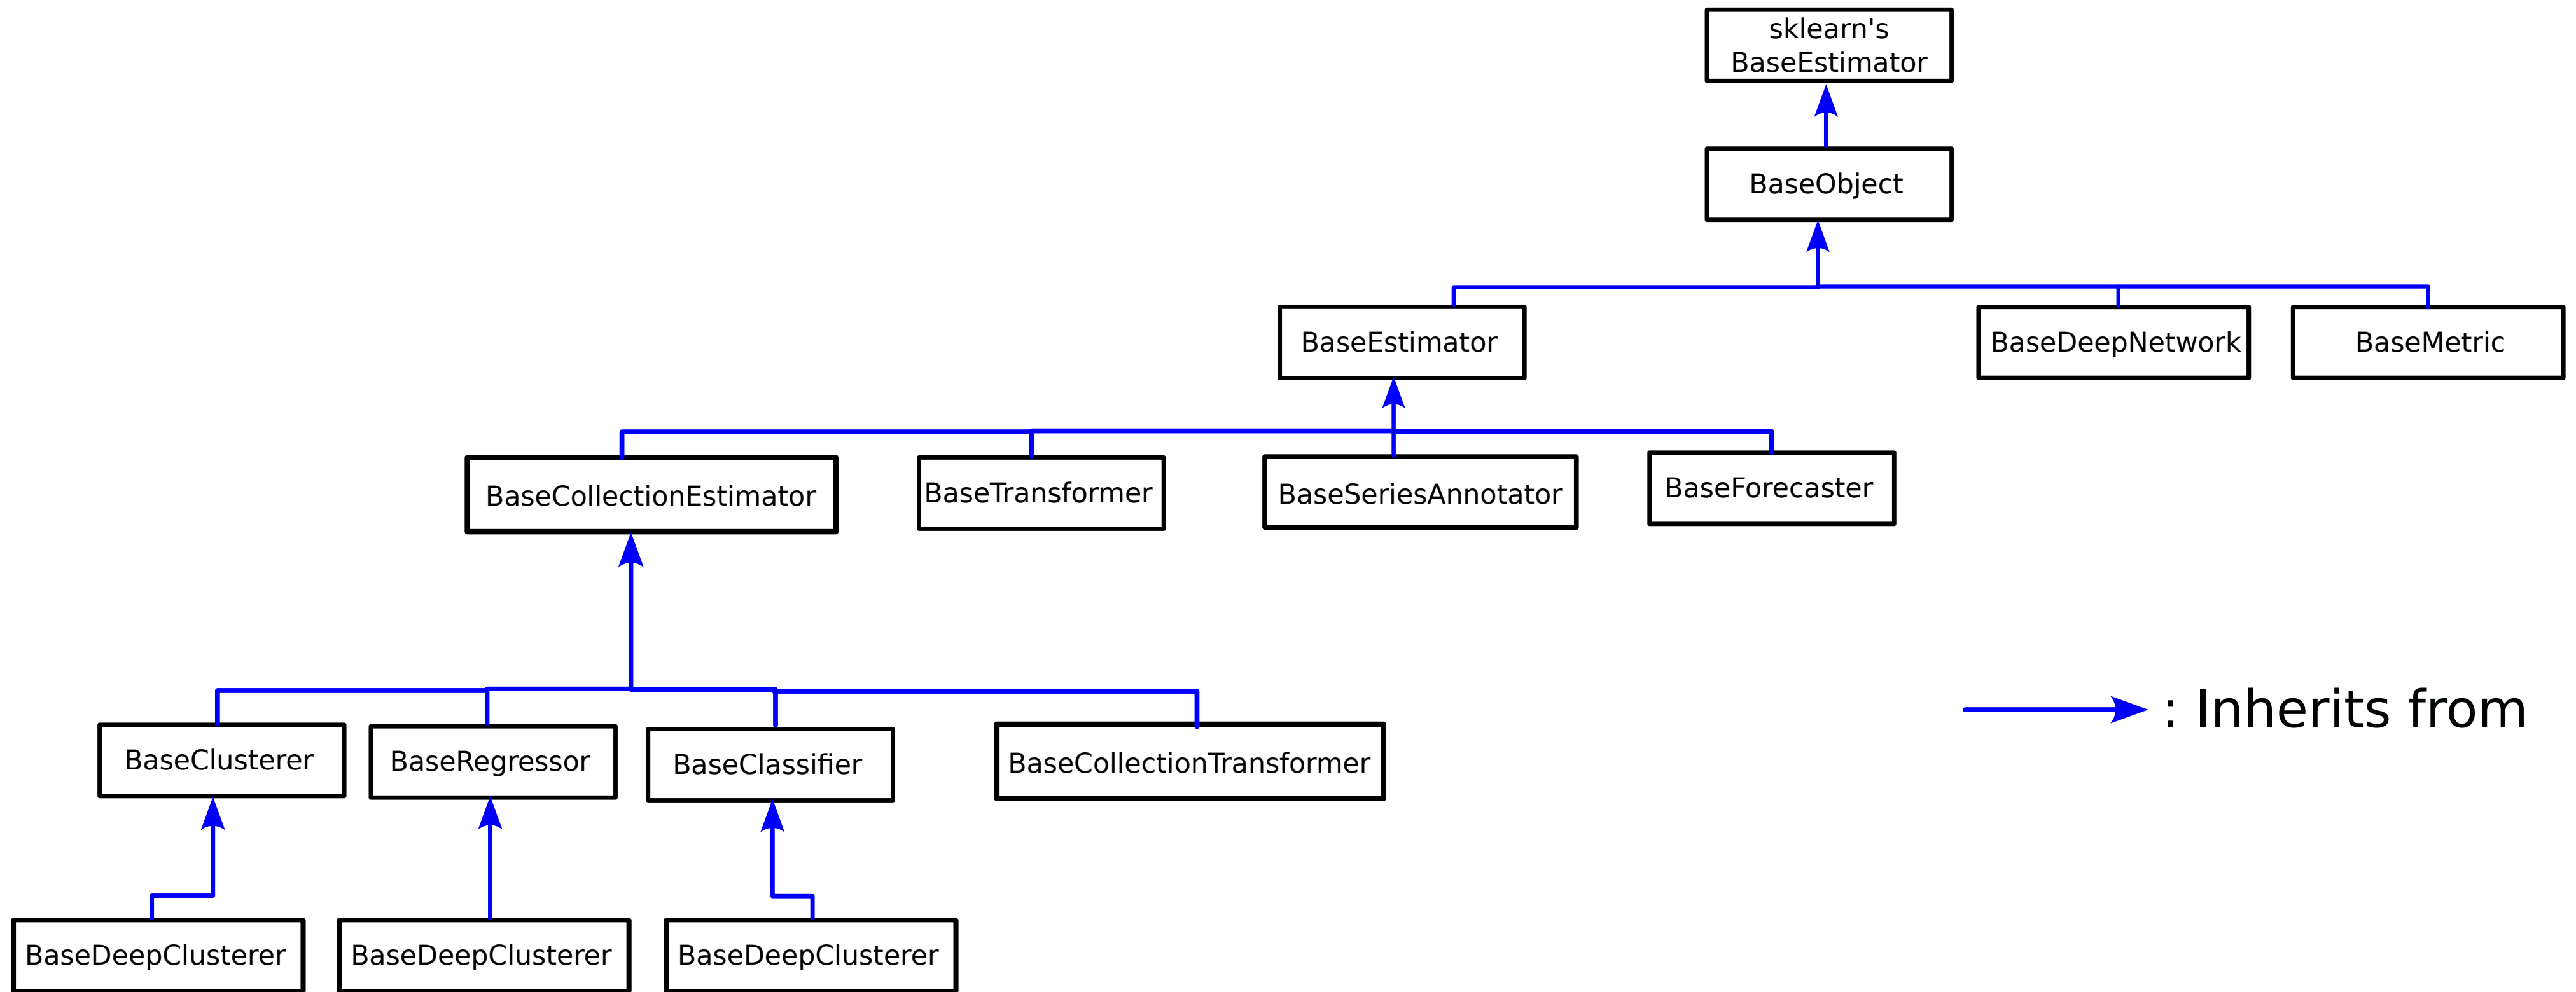 sklearn's
BaseEstimator
BaseObject
BaseEstimator
BaseDeepNetwork
BaseMetric
BaseCollectionEstimator
BaseTransformer
BaseSeriesAnnotator
BaseForecaster
: Inherits from
BaseClusterer
BaseRegressor
BaseClassifier
BaseCollectionTransformer
BaseDeepClusterer
BaseDeepClusterer
BaseDeepClusterer